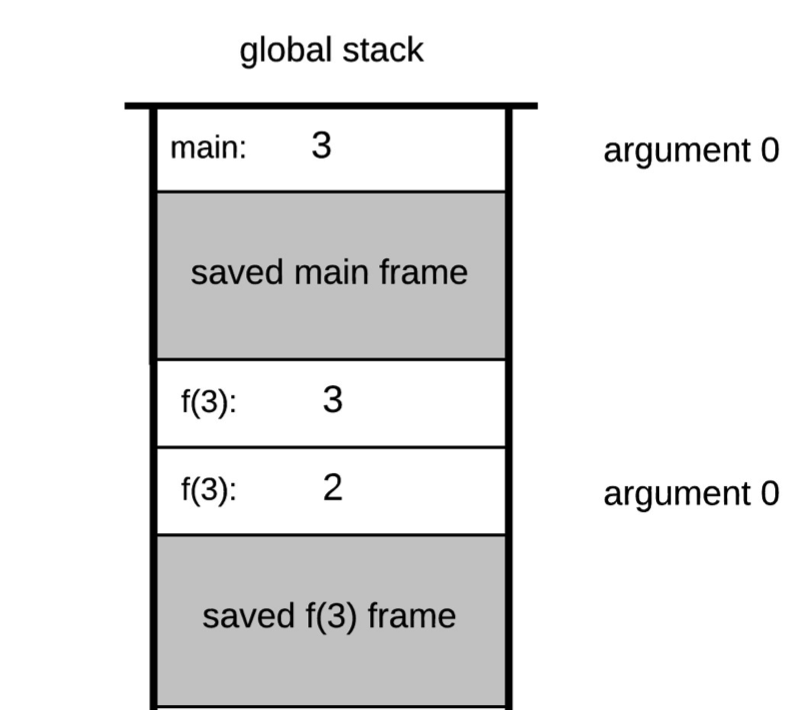 global stack
main: 3 argument 0
saved main frame
f(3): 3
f(3): 2 argument 0
saved f(3) frame